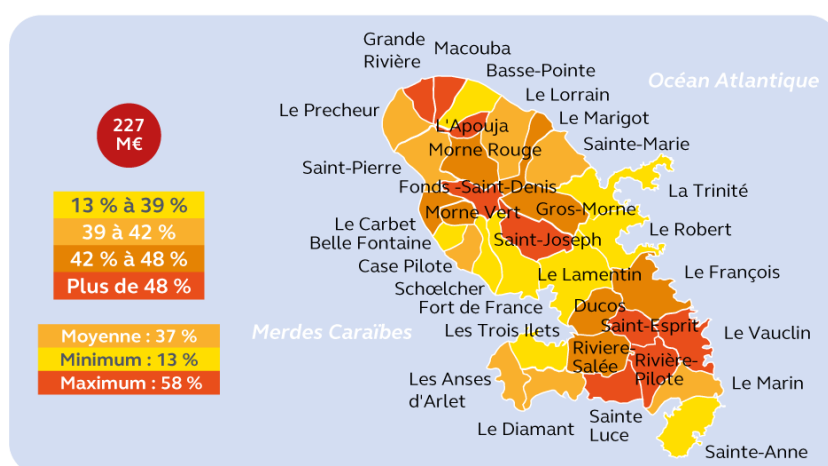 Grande
Rivière
Macouba
Basse-Pointe
Océan Atlantique
Le Lorrain
Le Precheur
Le Marigot
227
M€
L'Apouja
Sainte-Marie
Morne Rouge
Saint-Pierre
Fonds -Saint-Denis
La Trinité
13 % à 39 %
Morne Vert
Gros-Morne
Le Carbet
Le Robert
39 à 42 %
Belle Fontaine
Saint-Joseph
42 % à 48 %
Case Pilote
Le Lamentin
Le François
Plus de 48 %
Schœlcher
Fort de France
Ducos
Merdes Caraïbes
Les Trois Ilets
Saint-Esprit
Le Vauclin
Moyenne : 37 %
Minimum : 13 %
Maximum : 58 %
Riviere-
Salée
Rivière-
Pilote
Les Anses
d'Arlet
Le Marin
Le Diamant
Sainte
Luce
Sainte-Anne